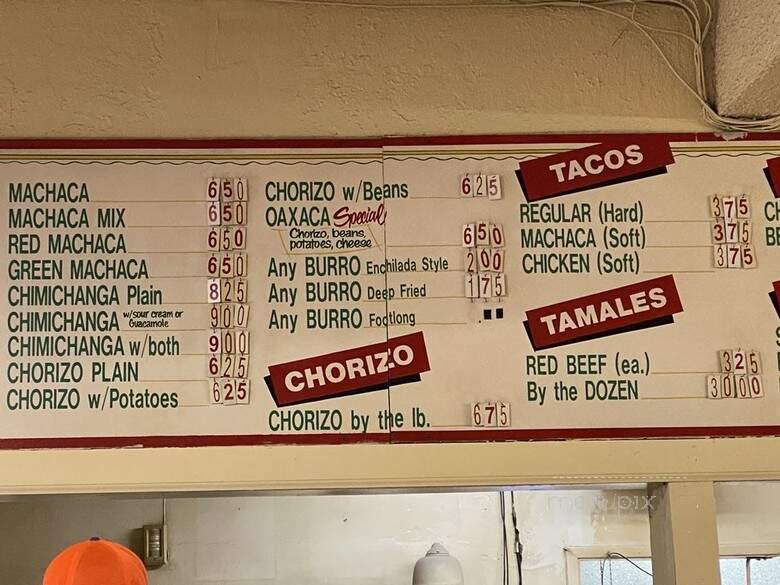 MACHACA 650
MACHACA MIX 650
RED MACHACA 650
GREEN MACHACA 650
CHIMICHANGA Plain 825
CHIMICHANGA w/sour cream or Guacamole 900
CHIMICHANGA w/both 900
CHORIZO PLAIN 625
CHORIZO w/Potatoes 625
CHORIZO w/Beans 625
OAXACA Special
Chorizo, beans,
potatoes, cheese 650
Any BURRO Enchilada Style 200
Any BURRO Deep Fried 175
Any BURRO Footlong
CHORIZO
CHORIZO by the lb. 675
TACOS
REGULAR (Hard) 375
MACHACA (Soft) 375
CHICKEN (Soft) 375
TAMALES
RED BEEF (ea.) 325
By the DOZEN 3000
menupix